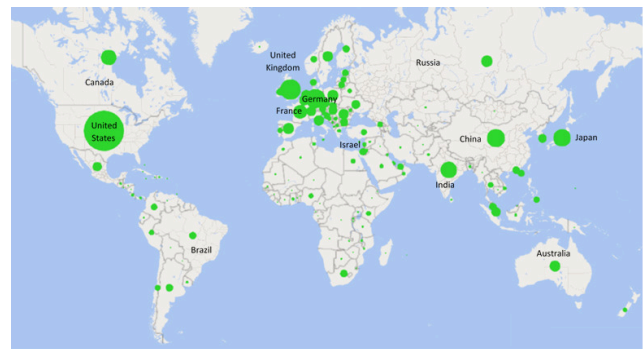 United
Kingdom
Russia
Canada
Germany
France
United
States
China
Japan
Israel
India
Brazil
Australia